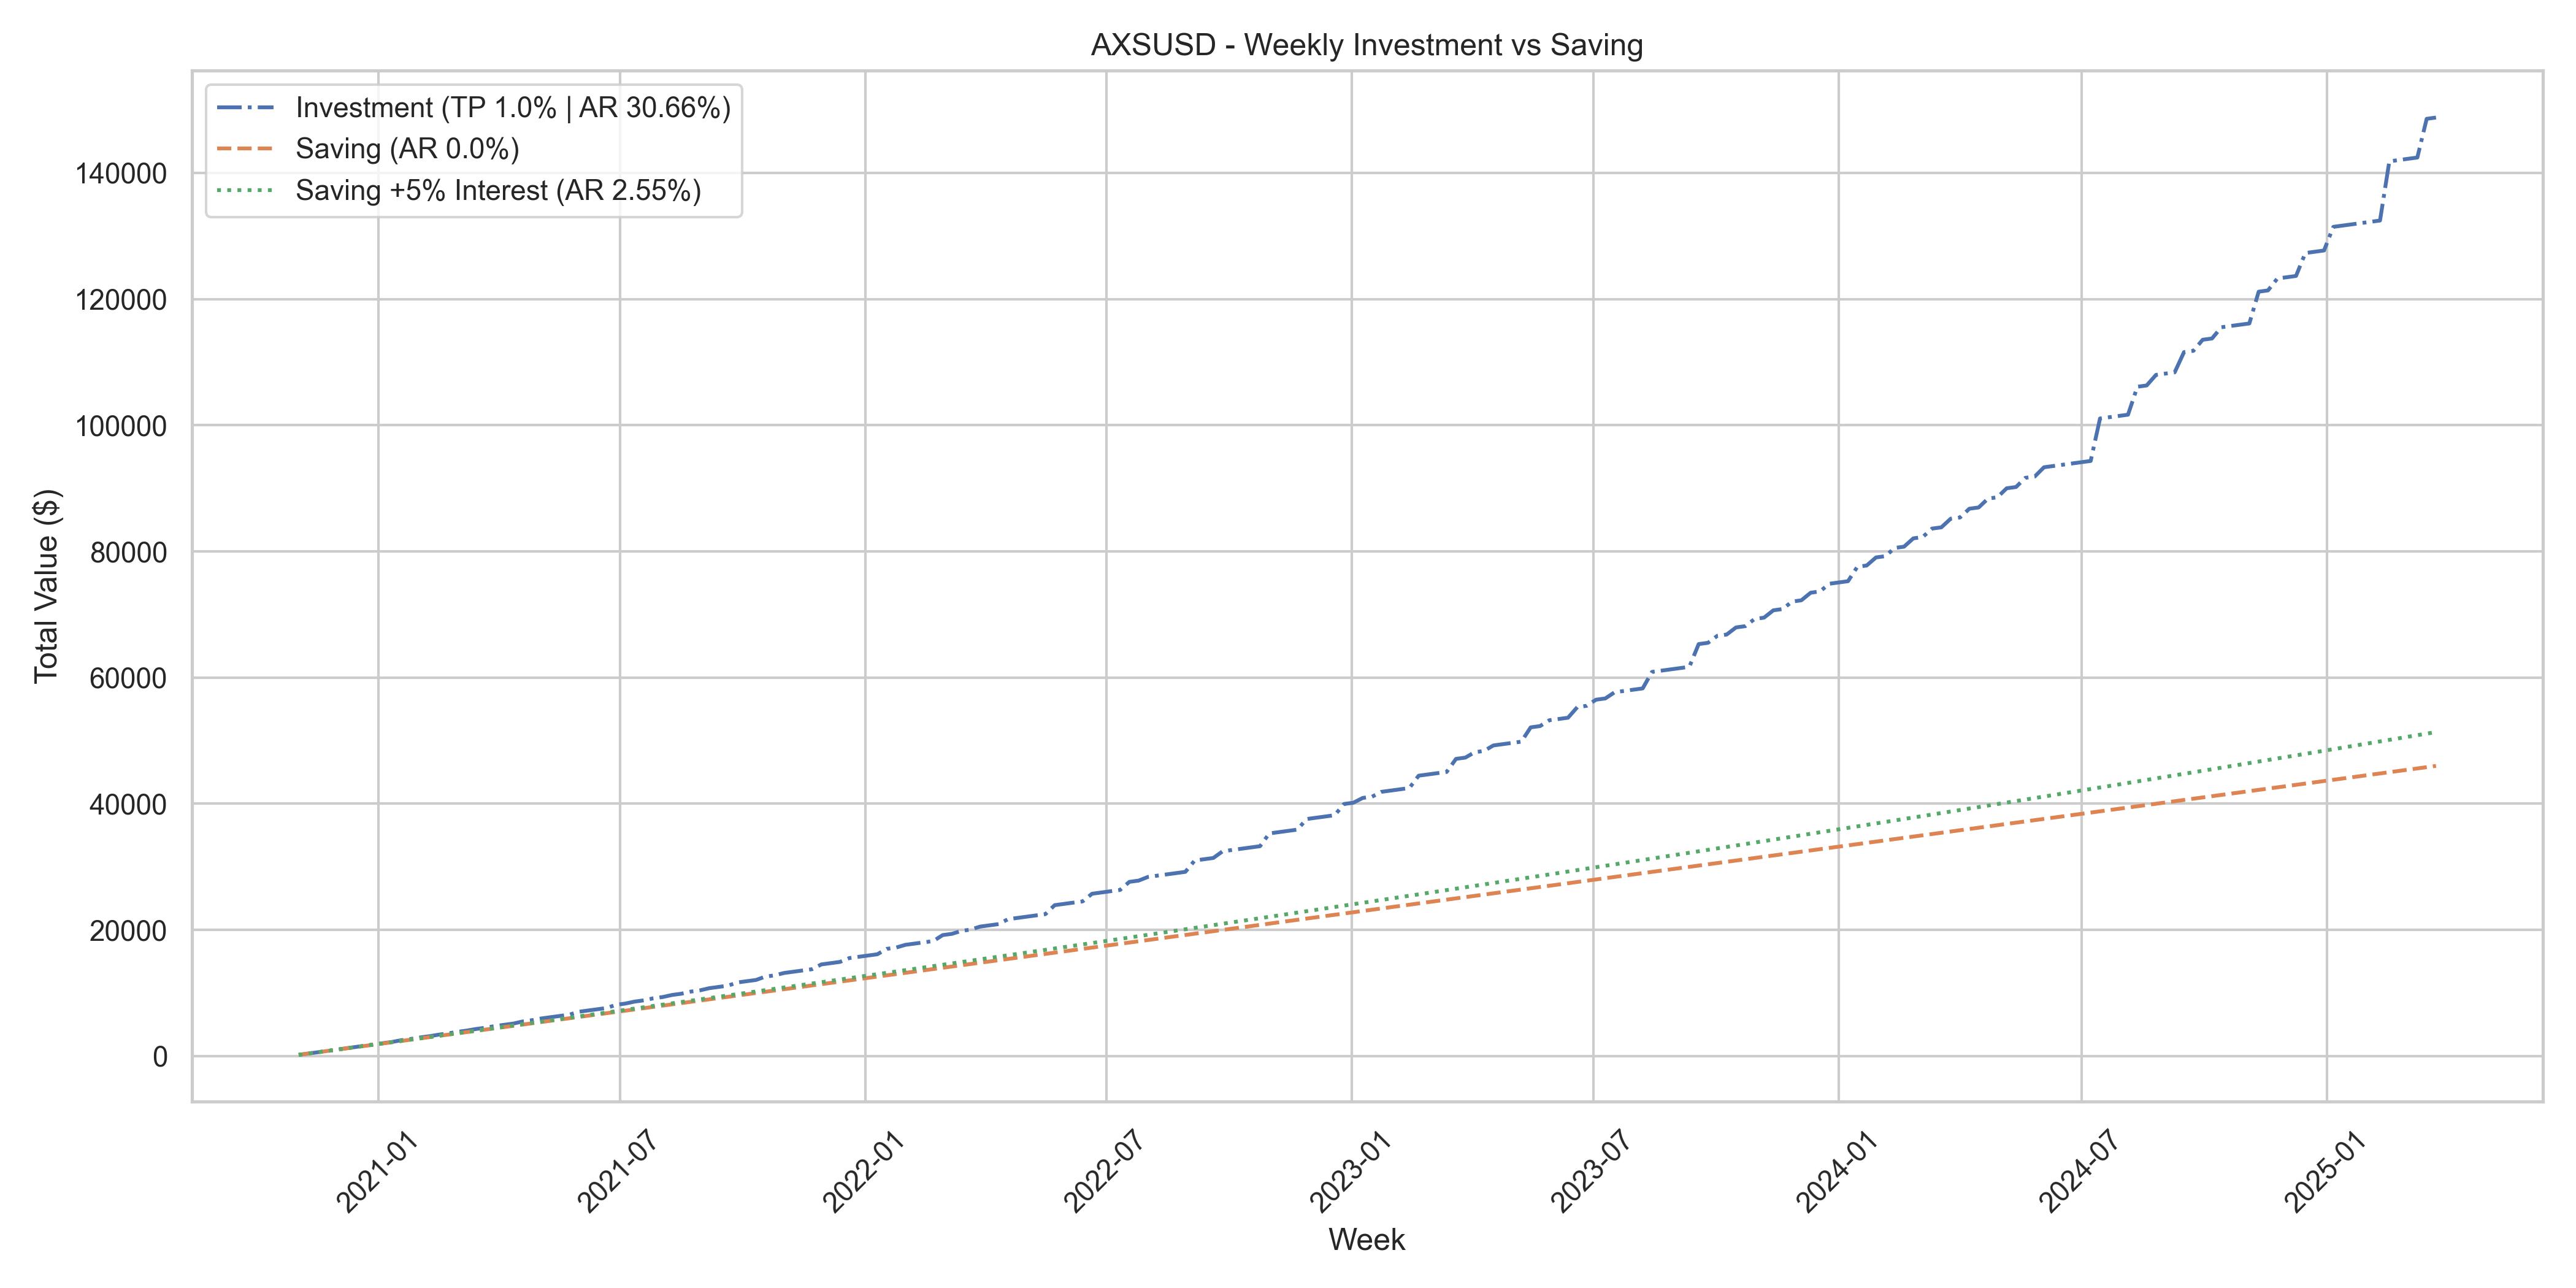 AXSUSD - Weekly Investment vs Saving
Investment (TP 1.0% | AR 30.66%)
Saving (AR 0.0%)
Saving +5% Interest (AR 2.55%)
Total Value ($)
140000
120000
100000
80000
60000
40000
20000
0
2021-01
2021-07
2022-01
2022-07
2023-01
2023-07
2024-01
2024-07
2025-01
Week